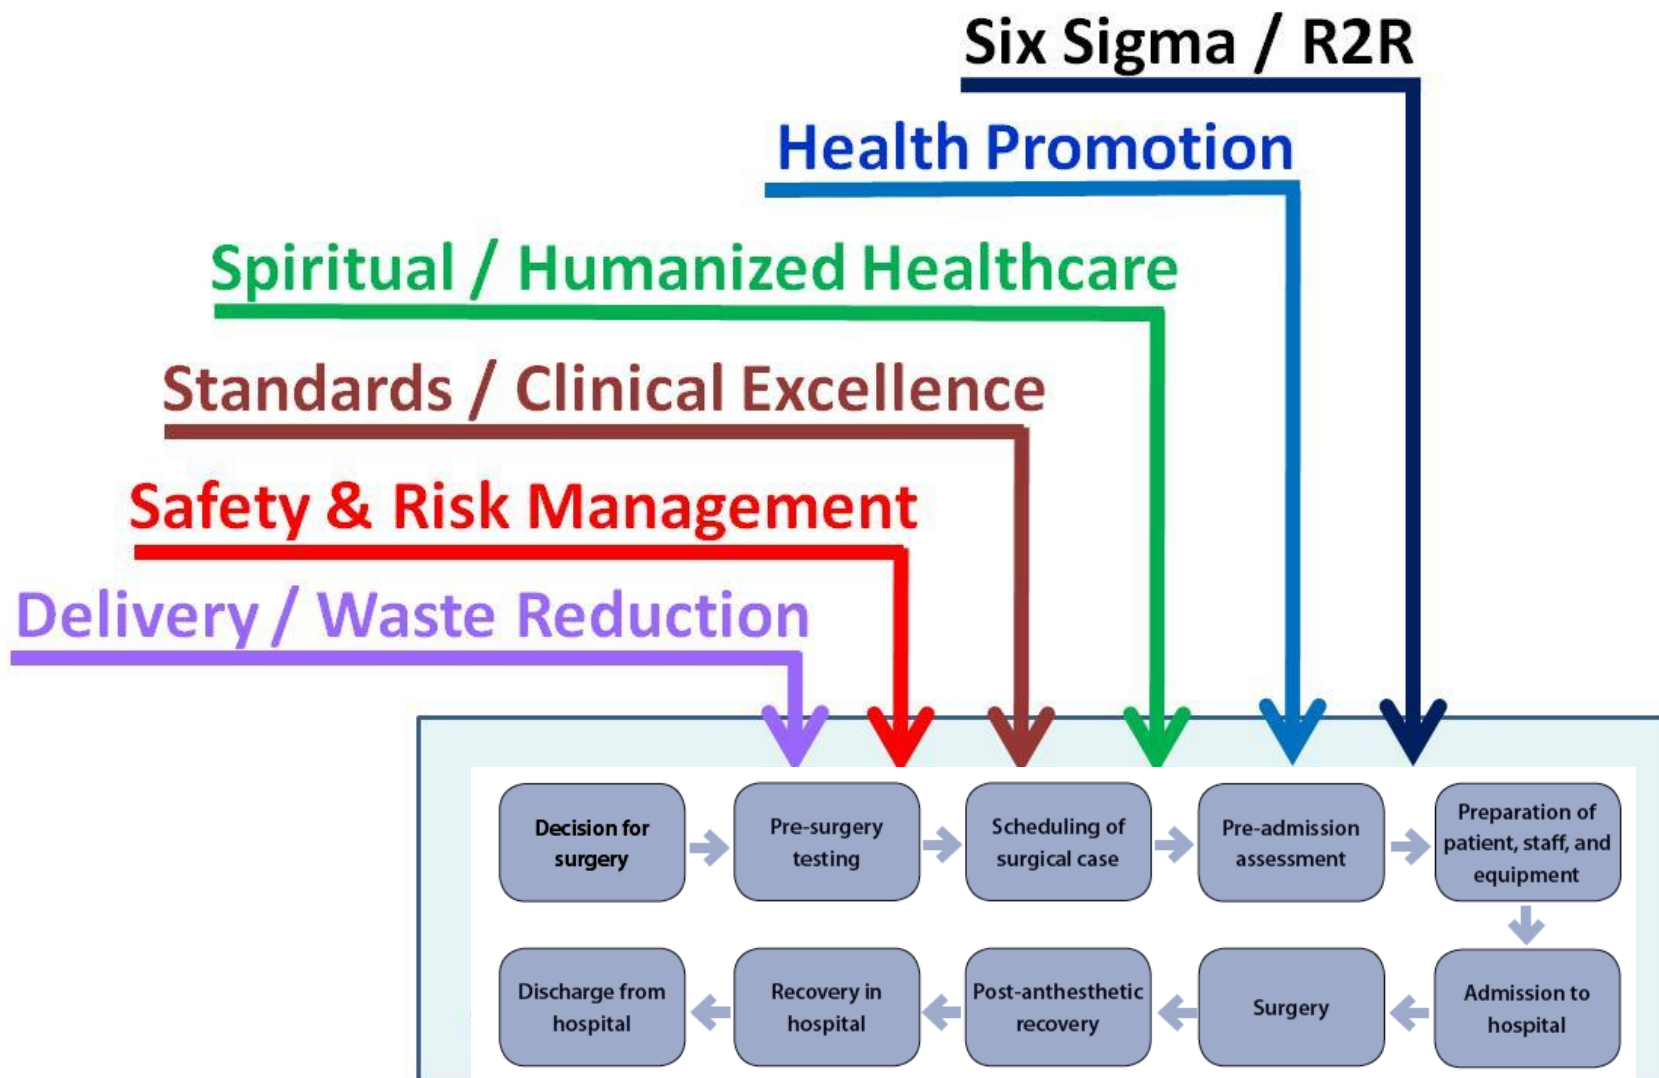 Six Sigma / R2R
Health Promotion
Spiritual / Humanized Healthcare
Standards / Clinical Excellence
Safety & Risk Management
Delivery / Waste Reduction
Decision for
surgery
Pre-surgery
testing
Scheduling of
surgical case
Pre-admission
assessment
Preparation of
patient, staff, and
equipment
Admission to
hospital
Surgery
Post-anthesthetic
recovery
Recovery in
hospital
Discharge from
hospital